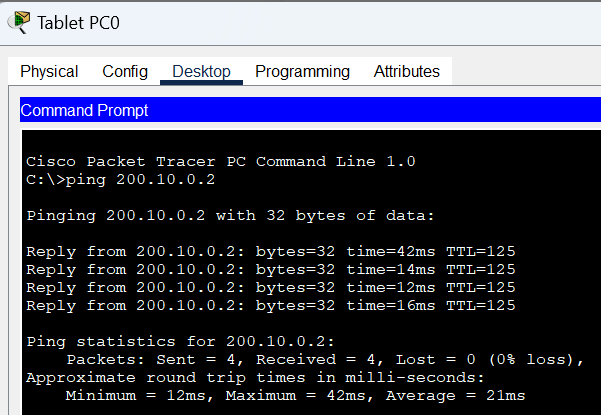 Tablet PC0
Physical Config Desktop Programming Attributes
Command Prompt
Cisco Packet Tracer PC Command Line 1.0
C:\>ping 200.10.0.2
Pinging 200.10.0.2 with 32 bytes of data:
Reply from 200.10.0.2: bytes=32 time=42ms TTL=125
Reply from 200.10.0.2: bytes=32 time=14ms TTL=125
Reply from 200.10.0.2: bytes=32 time=12ms TTL=125
Reply from 200.10.0.2: bytes=32 time=16ms TTL=125
Ping statistics for 200.10.0.2:
Packets: Sent = 4, Received = 4, Lost = 0 (0% loss),
Approximate round trip times in milli-seconds:
Minimum = 12ms, Maximum = 42ms, Average = 21ms